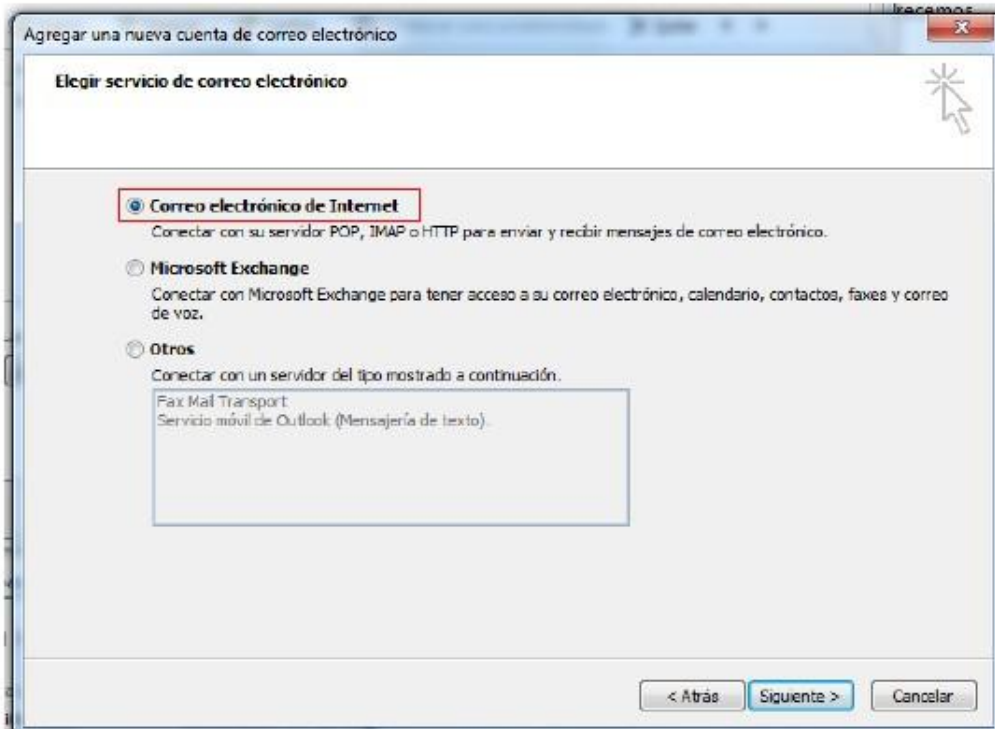 Irecemos
Agregar una nueva cuenta de correo electrónico
Elegir servicio de correo electrónico
Correo electrónico de Internet
Conectar con su servidor POP, IMAP o HTTP para enviar y recibir mensajes de correo electrónico.
Microsoft Exchange
Conectar con Microsoft Exchange para tener acceso a su correo electrónico, calendario, contactos, faxes y correo
de voz.
Otros
Conectar con un servidor del tipo mostrado a continuación.
Fax Mail Transport
Servicio móvil de Outlook (Mensajería de texto).
< Atrás
Siguiente >
Cancelar